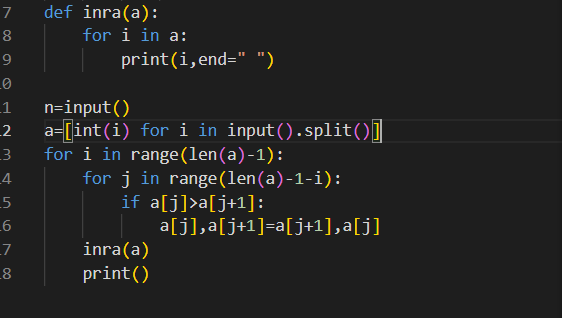 7 def inra(a):
8     for i in a:
9         print(i,end=" ")
0
1 n=input()
2 a=[int(i) for i in input().split()]
3 for i in range(len(a)-1):
4     for j in range(len(a)-1-i):
5         if a[j]>a[j+1]:
6             a[j],a[j+1]=a[j+1],a[j]
7     inra(a)
8     print()